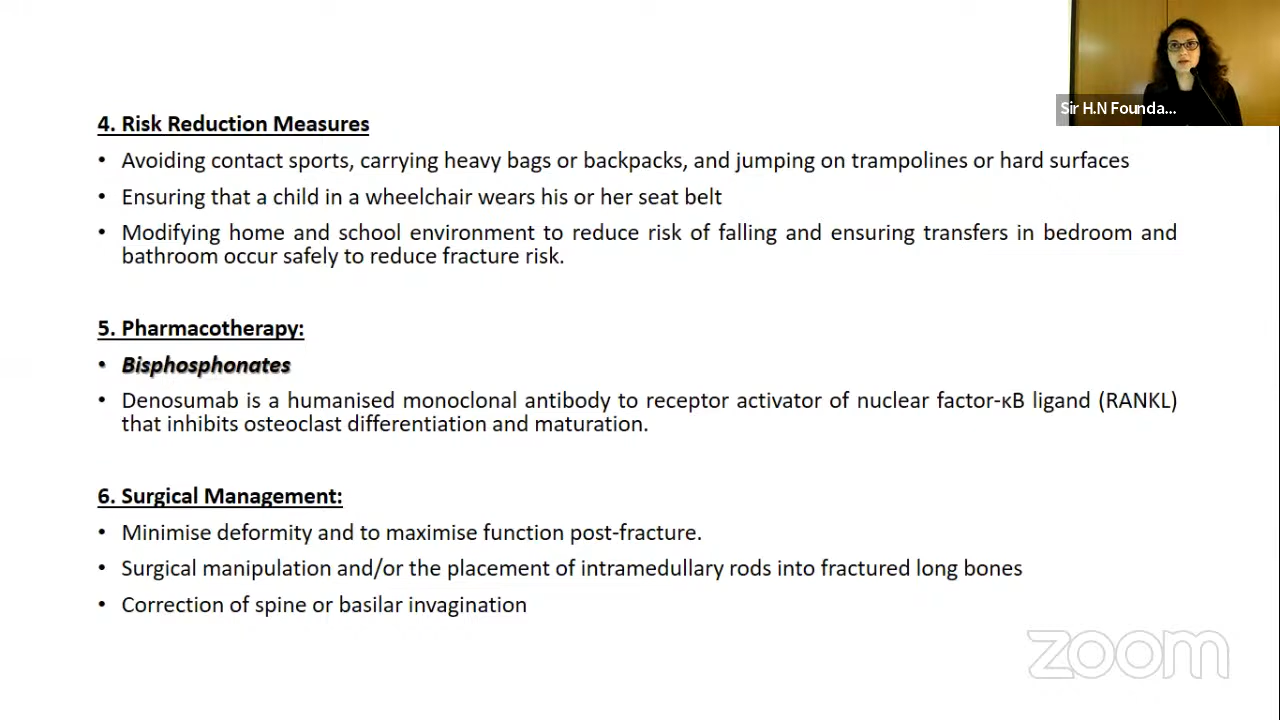 Sir H.N Founda...
4. Risk Reduction Measures
• Avoiding contact sports, carrying heavy bags or backpacks, and jumping on trampolines or hard surfaces
• Ensuring that a child in a wheelchair wears his or her seat belt
• Modifying home and school environment to reduce risk of falling and ensuring transfers in bedroom and
bathroom occur safely to reduce fracture risk.
5. Pharmacotherapy:
• Bisphosphonates
• Denosumab is a humanised monoclonal antibody to receptor activator of nuclear factor-κB ligand (RANKL)
that inhibits osteoclast differentiation and maturation.
6. Surgical Management:
• Minimise deformity and to maximise function post-fracture.
• Surgical manipulation and/or the placement of intramedullary rods into fractured long bones
• Correction of spine or basilar invagination
zoom